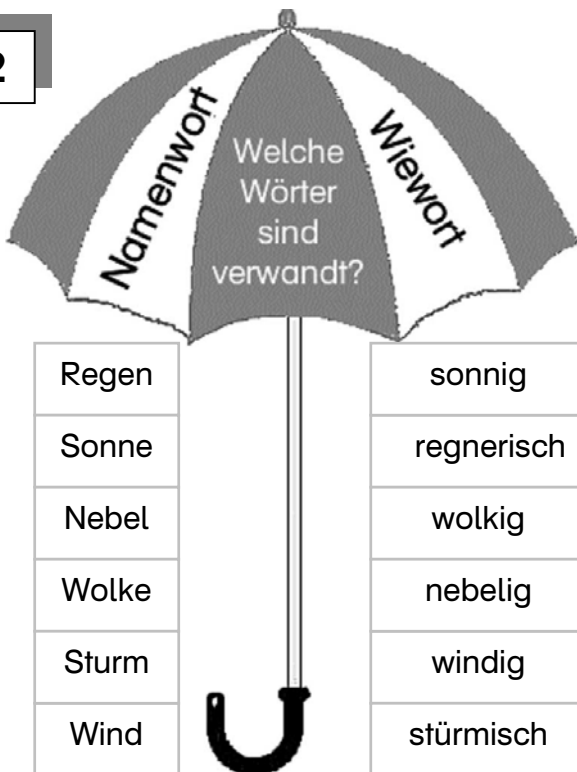 2
Namenwort
Welche
Wörter
sind
verwandt?
Wiewort
Regen
sonnig
Sonne
regnerisch
Nebel
wolkig
Wolke
nebelig
Sturm
windig
Wind
stürmisch